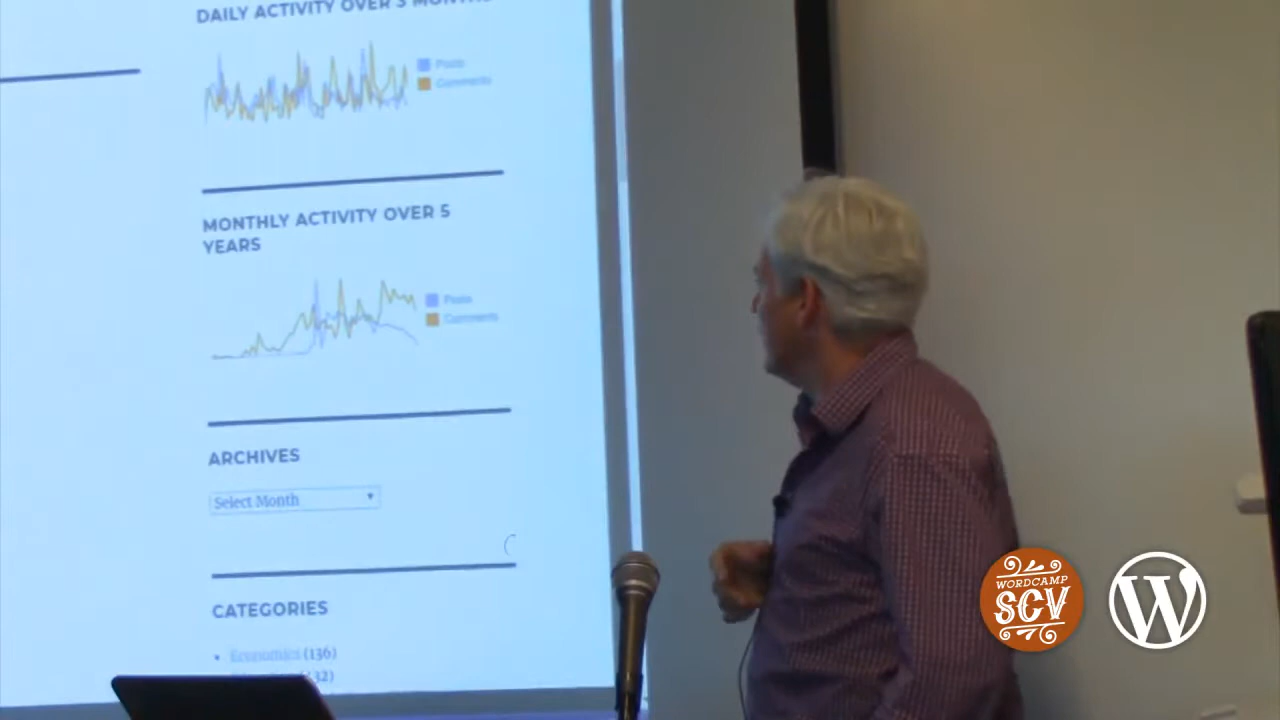 DAILY ACTIVITY OVER 3 MONTHS
Posts
Comments
MONTHLY ACTIVITY OVER 5
YEARS
Posts
Comments
ARCHIVES
Select Month
CATEGORIES
Economics (136)
WORDCAMP
SCV
W